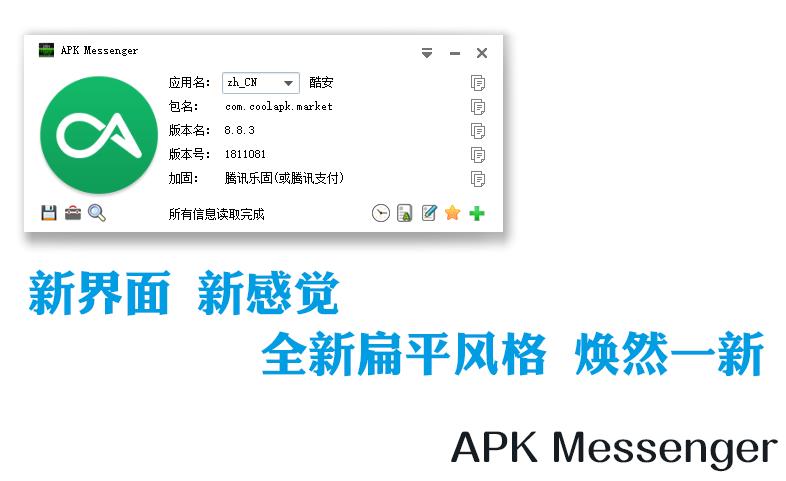 APK Messenger
应用名： zh_CN 酷安
包名： com.coolapk.market
版本名： 8.8.3
版本号： 1811081
加固： 腾讯乐固(或腾讯支付)
所有信息读取完成
新界面 新感觉
全新扁平风格 焕然一新
APK Messenger